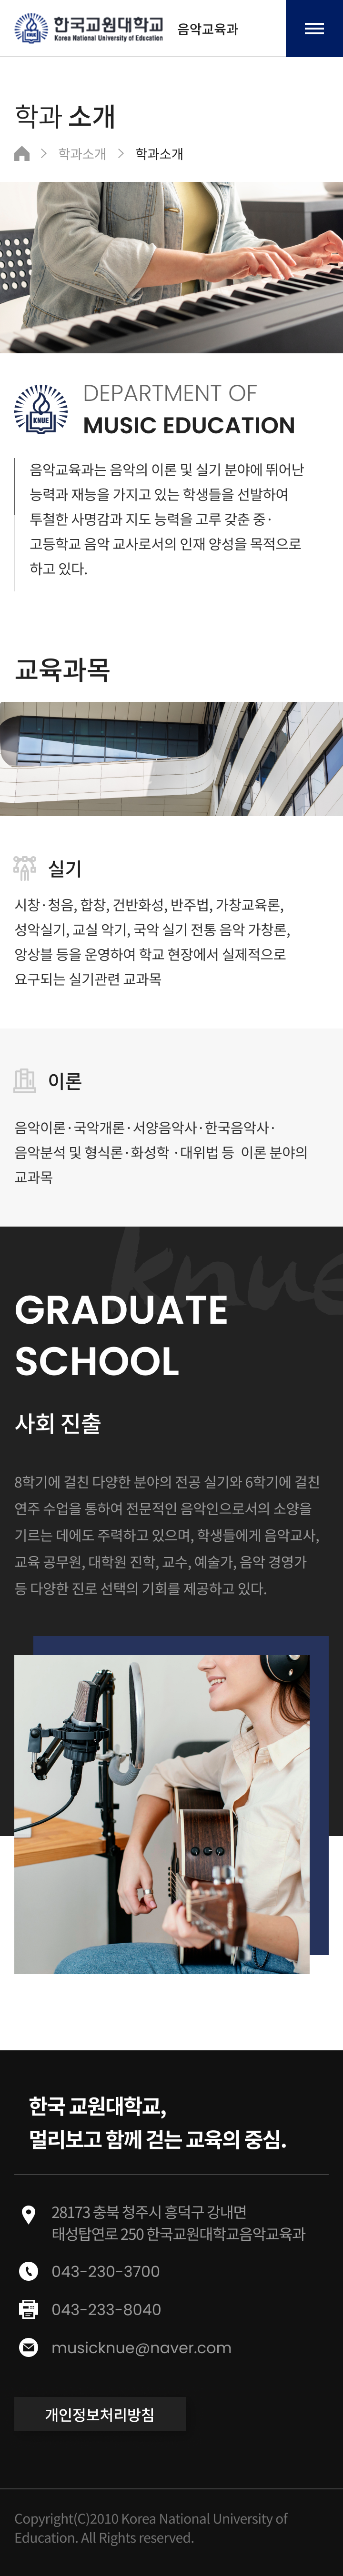 한국교원대학교 음악교육과
Korea National University of Education
학과 소개
학과소개 학과소개
DEPARTMENT OF
KNUE
MUSIC EDUCATION
음악교육과는 음악의 이론 및 실기 분야에 뛰어난
능력과 재능을 가지고 있는 학생들을 선발하여
투철한 사명감과 지도 능력을 고루 갖춘 중·
고등학교 음악 교사로서의 인재 양성을 목적으로
하고 있다.
교육과목
실기
시창·청음, 합창, 건반화성, 반주법, 가창교육론,
성악실기, 교실 악기, 국악 실기 전통 음악 가창론,
앙상블 등을 운영하여 학교 현장에서 실제적으로
요구되는 실기관련 교과목
이론
음악이론·국악개론·서양음악사·한국음악사·
음악분석 및 형식론·화성학 ·대위법 등 이론 분야의
교과목
knue
GRADUATE
SCHOOL
사회 진출
8학기에 걸친 다양한 분야의 전공 실기와 6학기에 걸친
연주 수업을 통하여 전문적인 음악인으로서의 소양을
기르는 데에도 주력하고 있으며, 학생들에게 음악교사,
교육 공무원, 대학원 진학, 교수, 예술가, 음악 경영가
등 다양한 진로 선택의 기회를 제공하고 있다.
한국 교원대학교,
멀리보고 함께 걷는 교육의 중심.
28173 충북 청주시 흥덕구 강내면
태성탑연로 250 한국교원대학교음악교육과
043-230-3700
043-233-8040
musicknue@naver.com
개인정보처리방침
Copyright(C)2010 Korea National University of
Education. All Rights reserved.